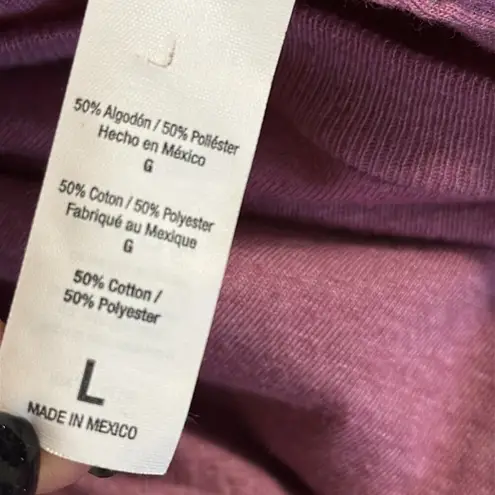 50% Algodón / 50% Poliéster
Hecho en México
G
50% Coton / 50% Polyester
Fabriqué au Mexique
G
50% Cotton /
50% Polyester
L
MADE IN MEXICO